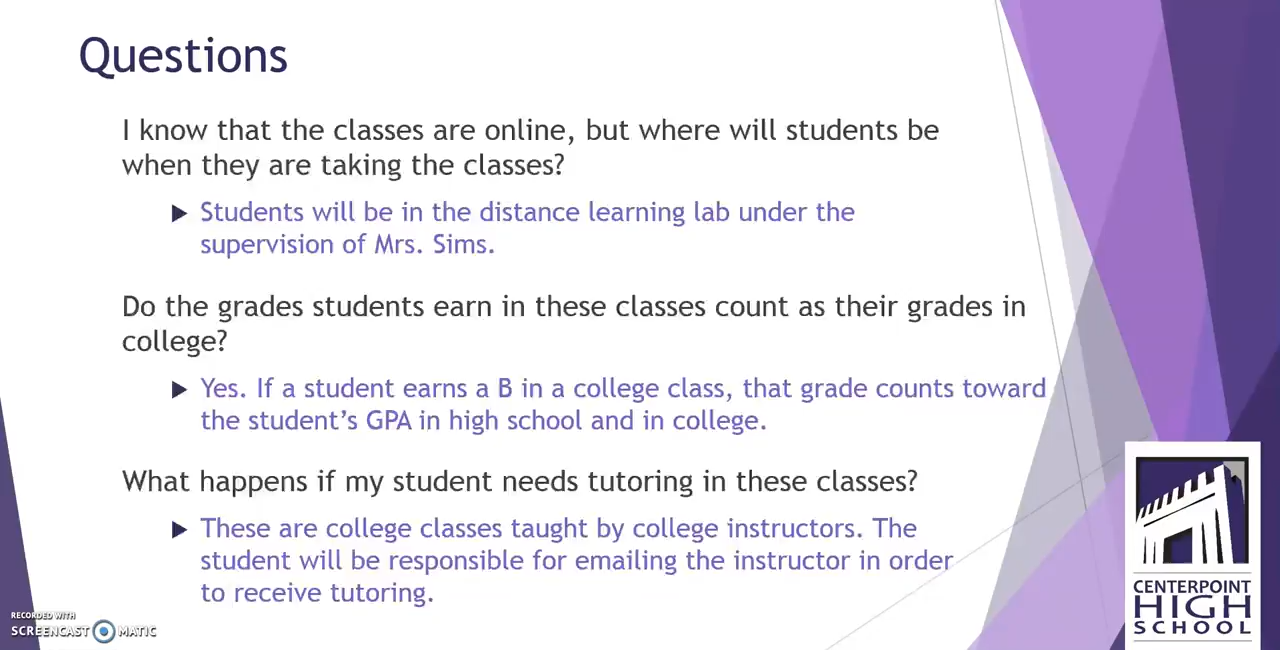 Questions
I know that the classes are online, but where will students be
when they are taking the classes?
Students will be in the distance learning lab under the
supervision of Mrs. Sims.
Do the grades students earn in these classes count as their grades in
college?
Yes. If a student earns a B in a college class, that grade counts toward
the student’s GPA in high school and in college.
What happens if my student needs tutoring in these classes?
These are college classes taught by college instructors. The
student will be responsible for emailing the instructor in order
to receive tutoring.
RECORDED WITH
SCREENCAST MATIC
CENTERPOINT
HIGH
SCHOOL